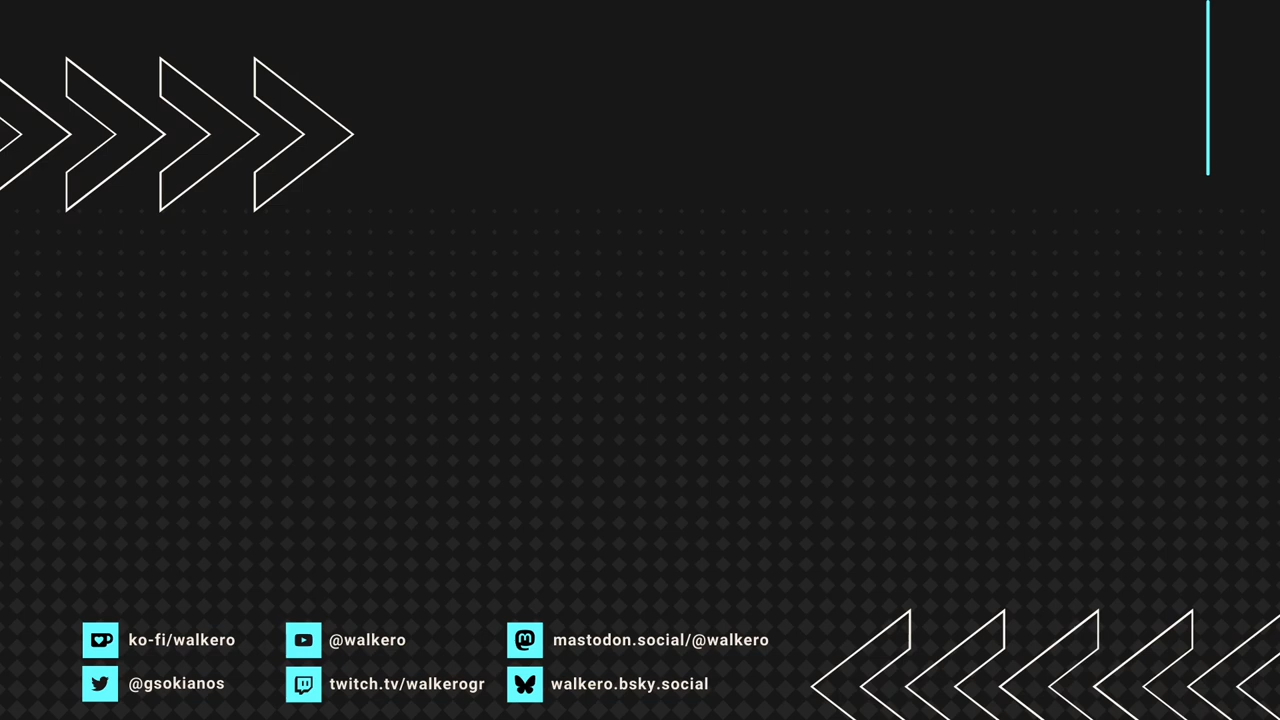 ko-fi/walkero
@walkero
mastodon.social/@walkero
@gsokianos
twitch.tv/walkerogr
walkero.bsky.social